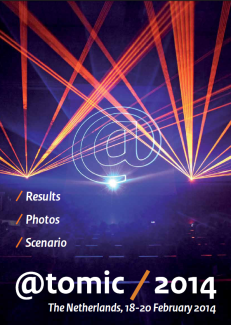 @
/ Results
/ Photos
/ Scenario
@tomic / 2014
The Netherlands, 18-20 February 2014